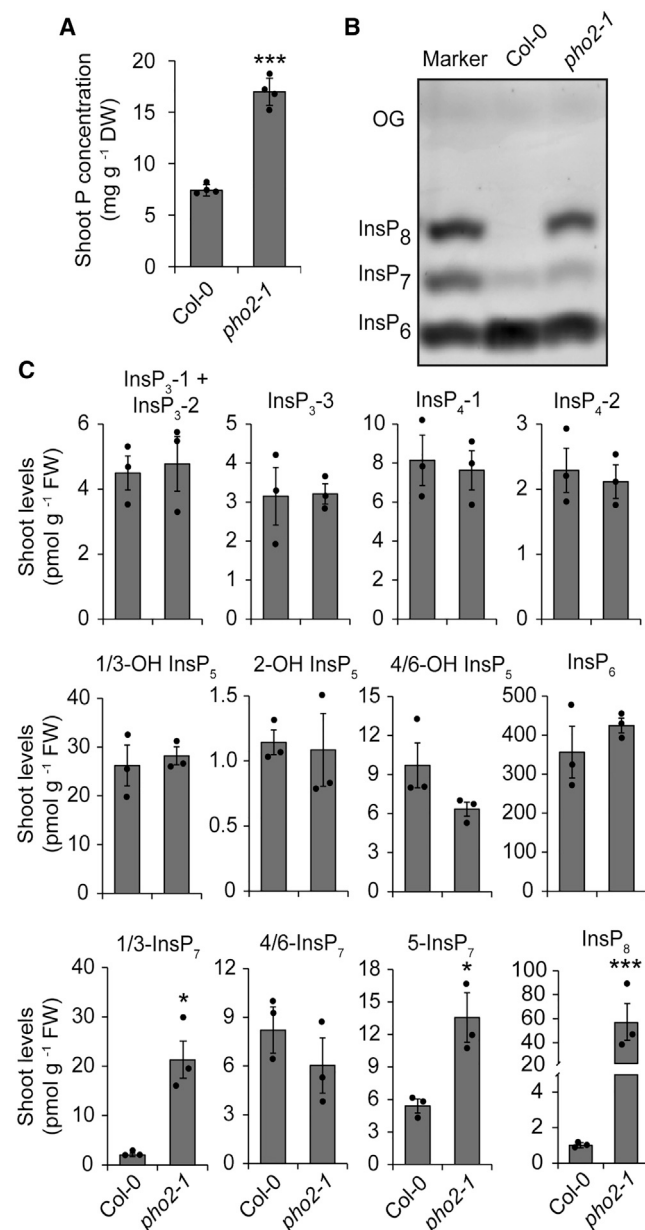 A
Shoot P concentration
(mg g ⁻¹ DW)
20
15
10
5
0
***
Col-0
pho2-1
B
Marker
Col-0
pho2-1
OG
InsP₈
InsP₇
InsP₆
C
Shoot levels
(pmol g ⁻¹ FW)
InsP₃-1 +
InsP₃-2
6
4
2
0
InsP₃-3
5
4
3
2
1
0
InsP₄-1
10
8
6
4
2
0
InsP₄-2
3
2
1
0
Shoot levels
(pmol g ⁻¹ FW)
1/3-OH InsP₅
40
30
20
10
0
2-OH InsP₅
1.5
1.0
0.5
0
4/6-OH InsP₅
15
12
9
6
3
0
InsP₆
500
400
300
200
100
0
Shoot levels
(pmol g ⁻¹ FW)
1/3-InsP₇
40
30
20
10
0
*
Col-0
pho2-1
4/6-InsP₇
12
9
6
3
0
Col-0
pho2-1
5-InsP₇
18
15
12
9
6
3
0
*
Col-0
pho2-1
InsP₈
***
100
80
60
40
20
4
2
0
Col-0
pho2-1